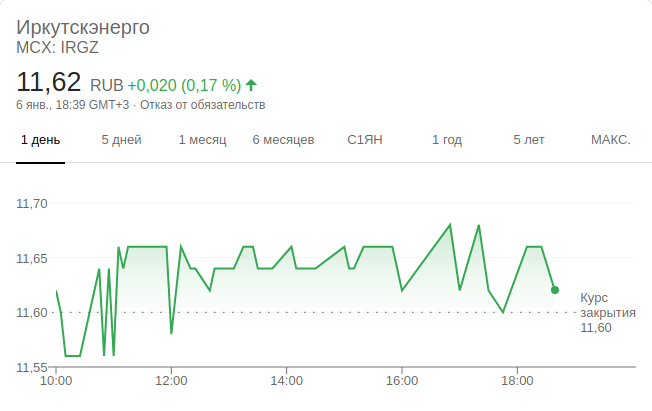 Иркутскэнерго
MCX: IRGZ
11,62 RUB +0,020 (0,17 %)
6 янв., 18:39 GMT+3 · Отказ от обязательств
1 день 5 дней 1 месяц 6 месяцев С1ЯН 1 год 5 лет МАКС.
11,70
11,65
11,60
11,55
Курс
закрытия
11,60
10:00 12:00 14:00 16:00 18:00